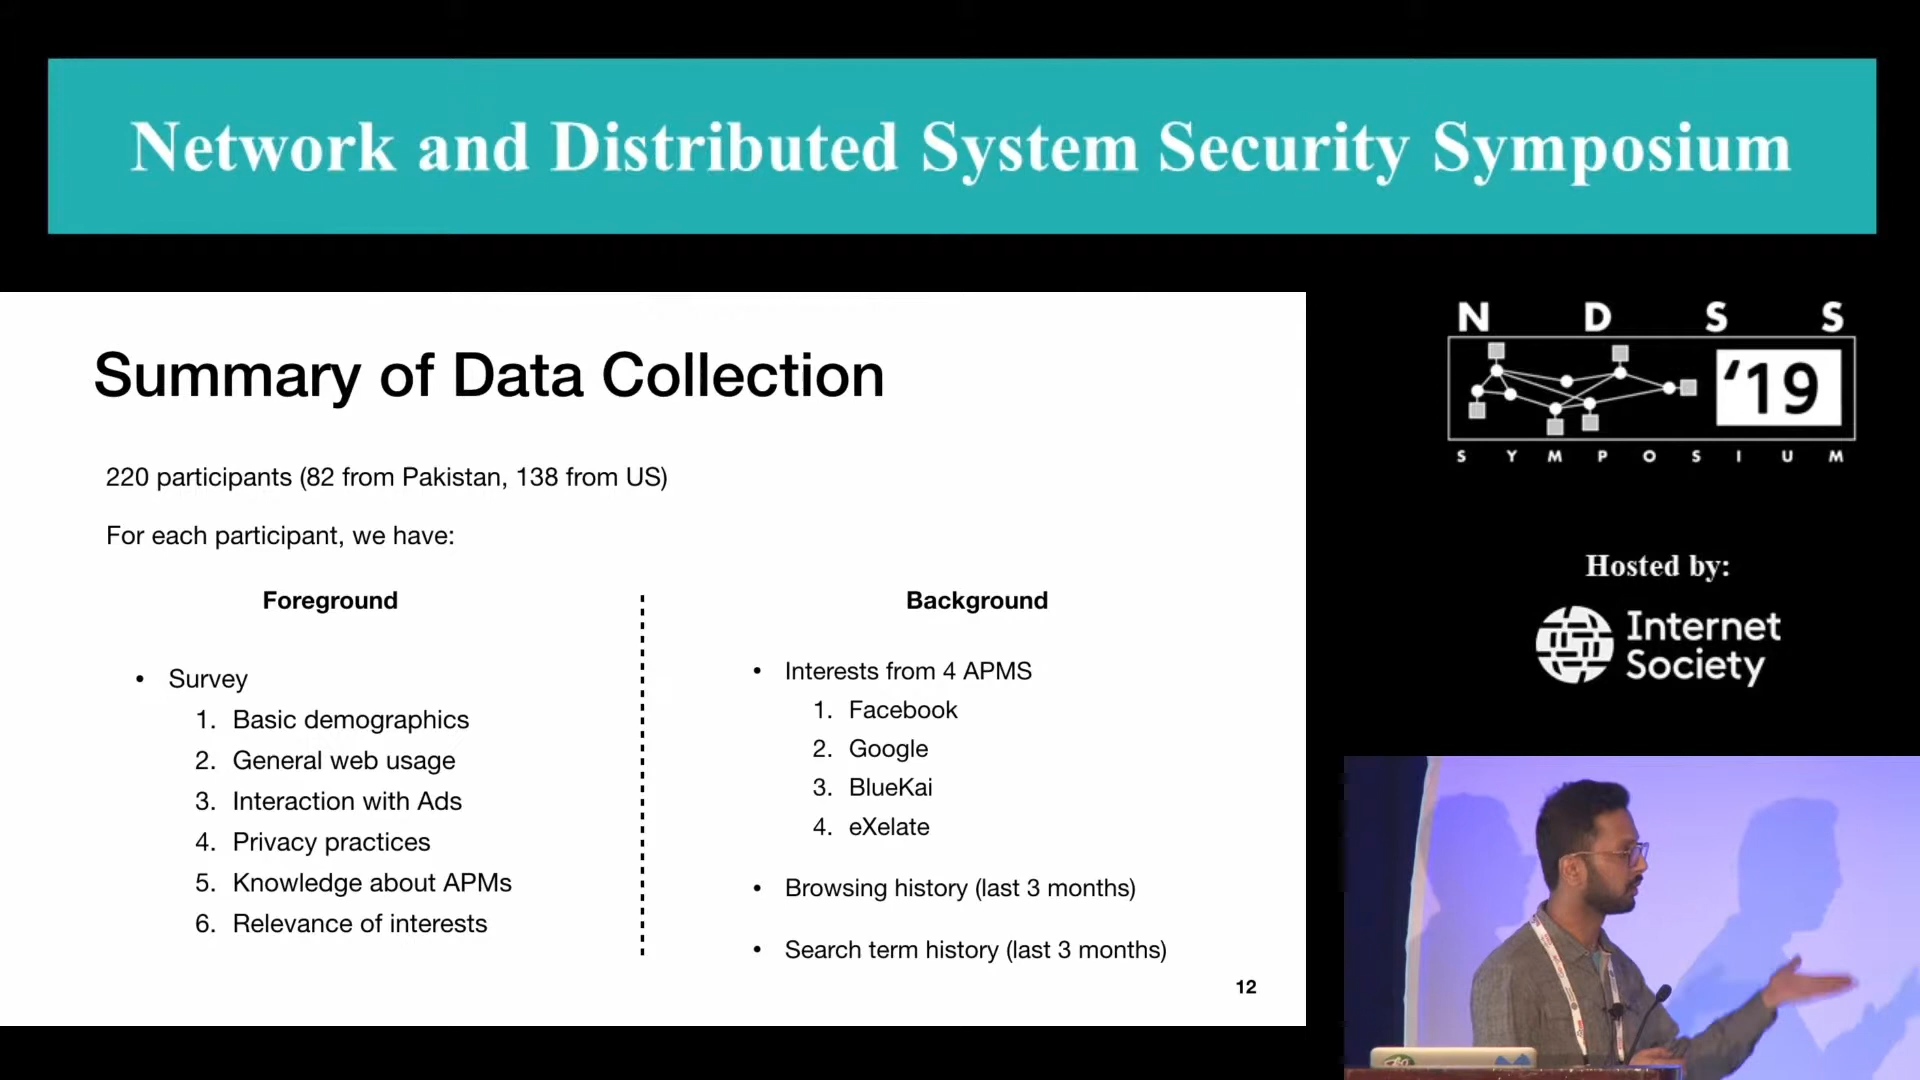 Network and Distributed System Security Symposium
N D S S
'19
S Y M P O S I U M
Hosted by:
Internet
Society
Summary of Data Collection
220 participants (82 from Pakistan, 138 from US)
For each participant, we have:
Foreground
• Survey
1. Basic demographics
2. General web usage
3. Interaction with Ads
4. Privacy practices
5. Knowledge about APMs
6. Relevance of interests
Background
• Interests from 4 APMS
1. Facebook
2. Google
3. BlueKai
4. eXelate
• Browsing history (last 3 months)
• Search term history (last 3 months)
12